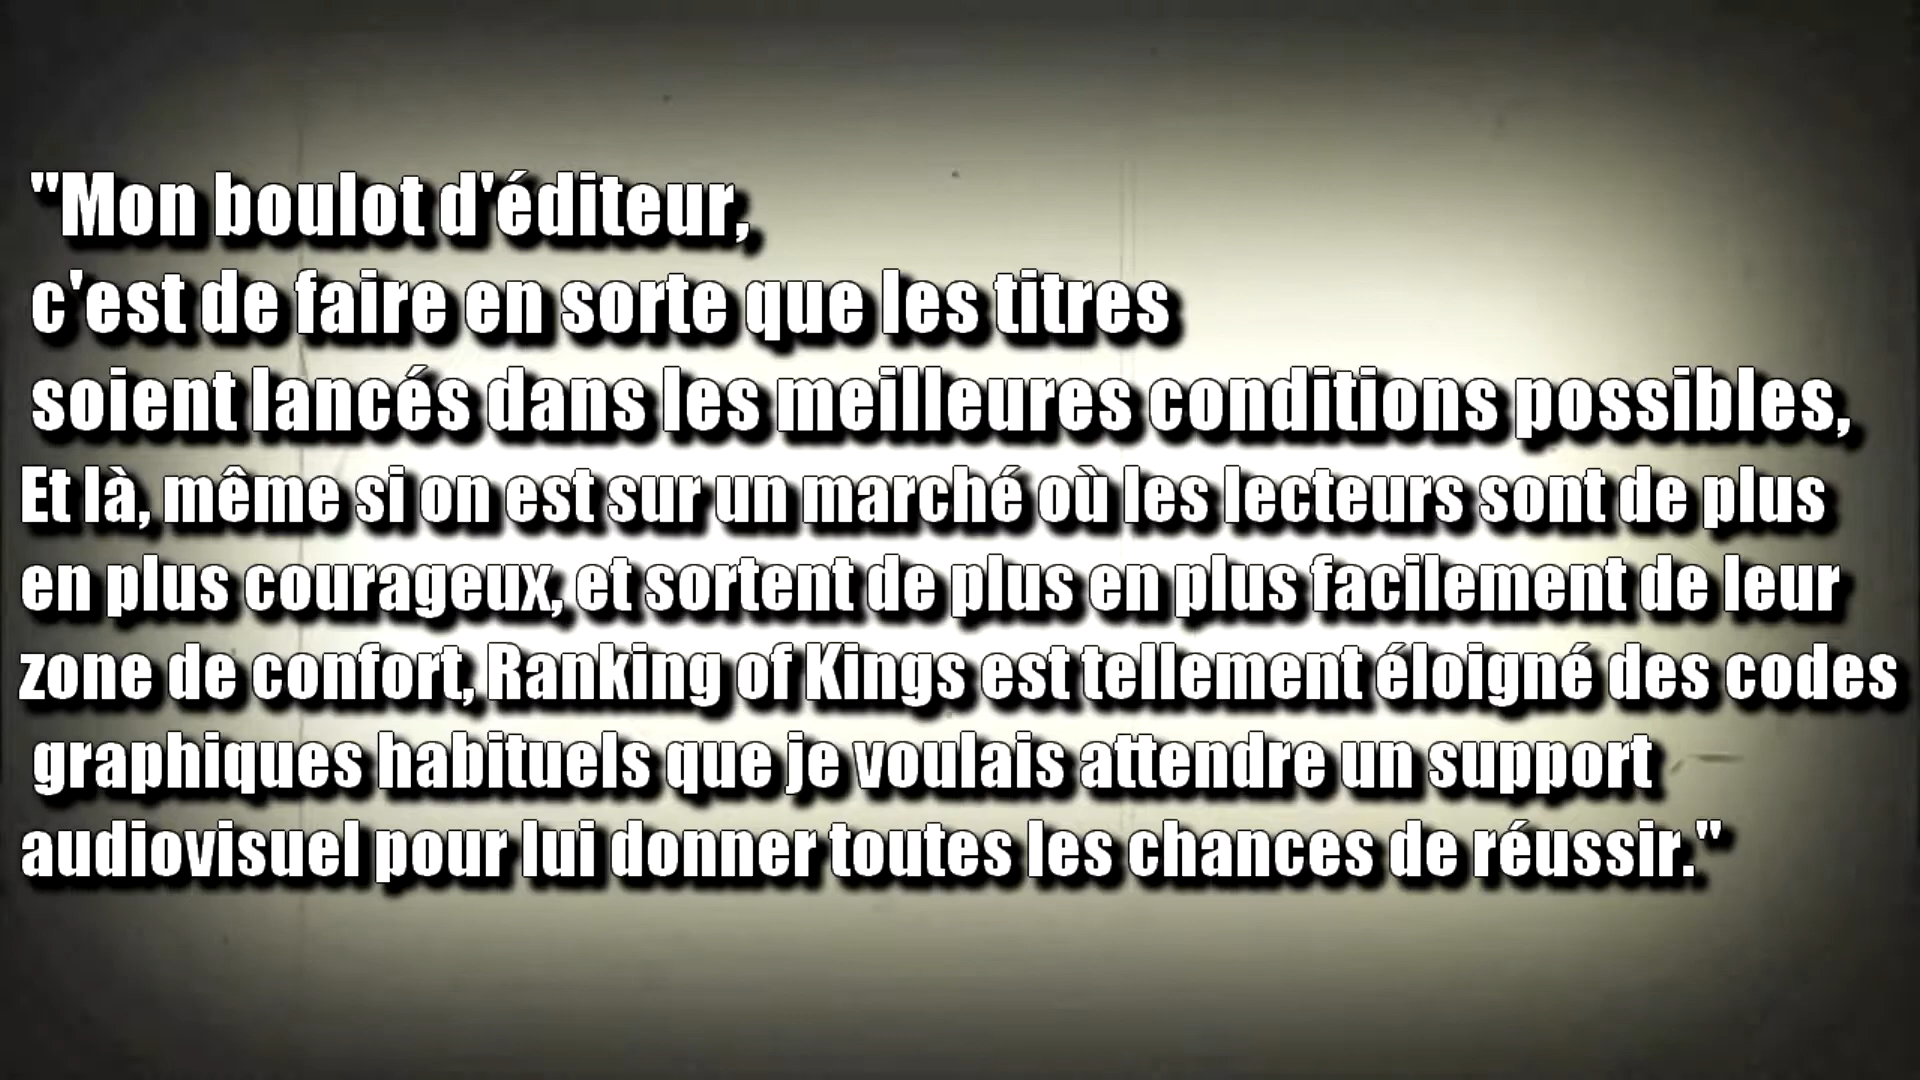 "Mon boulot d'éditeur,
c'est de faire en sorte que les titres
soient lancés dans les meilleures conditions possibles,
Et là, même si on est sur un marché où les lecteurs sont de plus
en plus courageux, et sortent de plus en plus facilement de leur
zone de confort, Ranking of Kings est tellement éloigné des codes
graphiques habituels que je voulais attendre un support
audiovisuel pour lui donner toutes les chances de réussir."